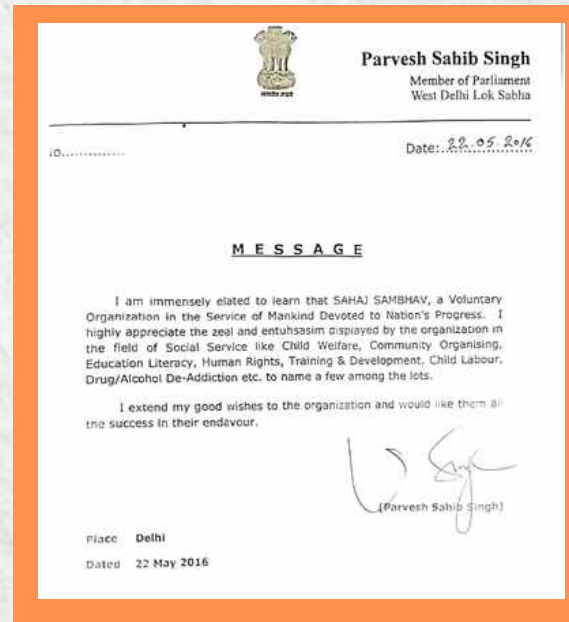 Parvesh Sahib Singh
Member of Parliament
West Delhi Lok Sabha
Date: 22.05.2016
MESSAGE
I am immensely elated to learn that SAHAJ SAMBHAV, a Voluntary
Organization in the Service of Mankind Devoted to Nation's Progress. I
highly appreciate the zeal and entuhsasim displayed by the organization in
the field of Social Service like Child Welfare, Community Organising,
Education Literacy, Human Rights, Training & Development, Child Labour,
Drug/Alcohol De-Addiction etc. to name a few among the lots.
I extend my good wishes to the organization and would like them all
the success in their endavour.
(Parvesh Sahib Singh)
Place Delhi
Dated 22 May 2016